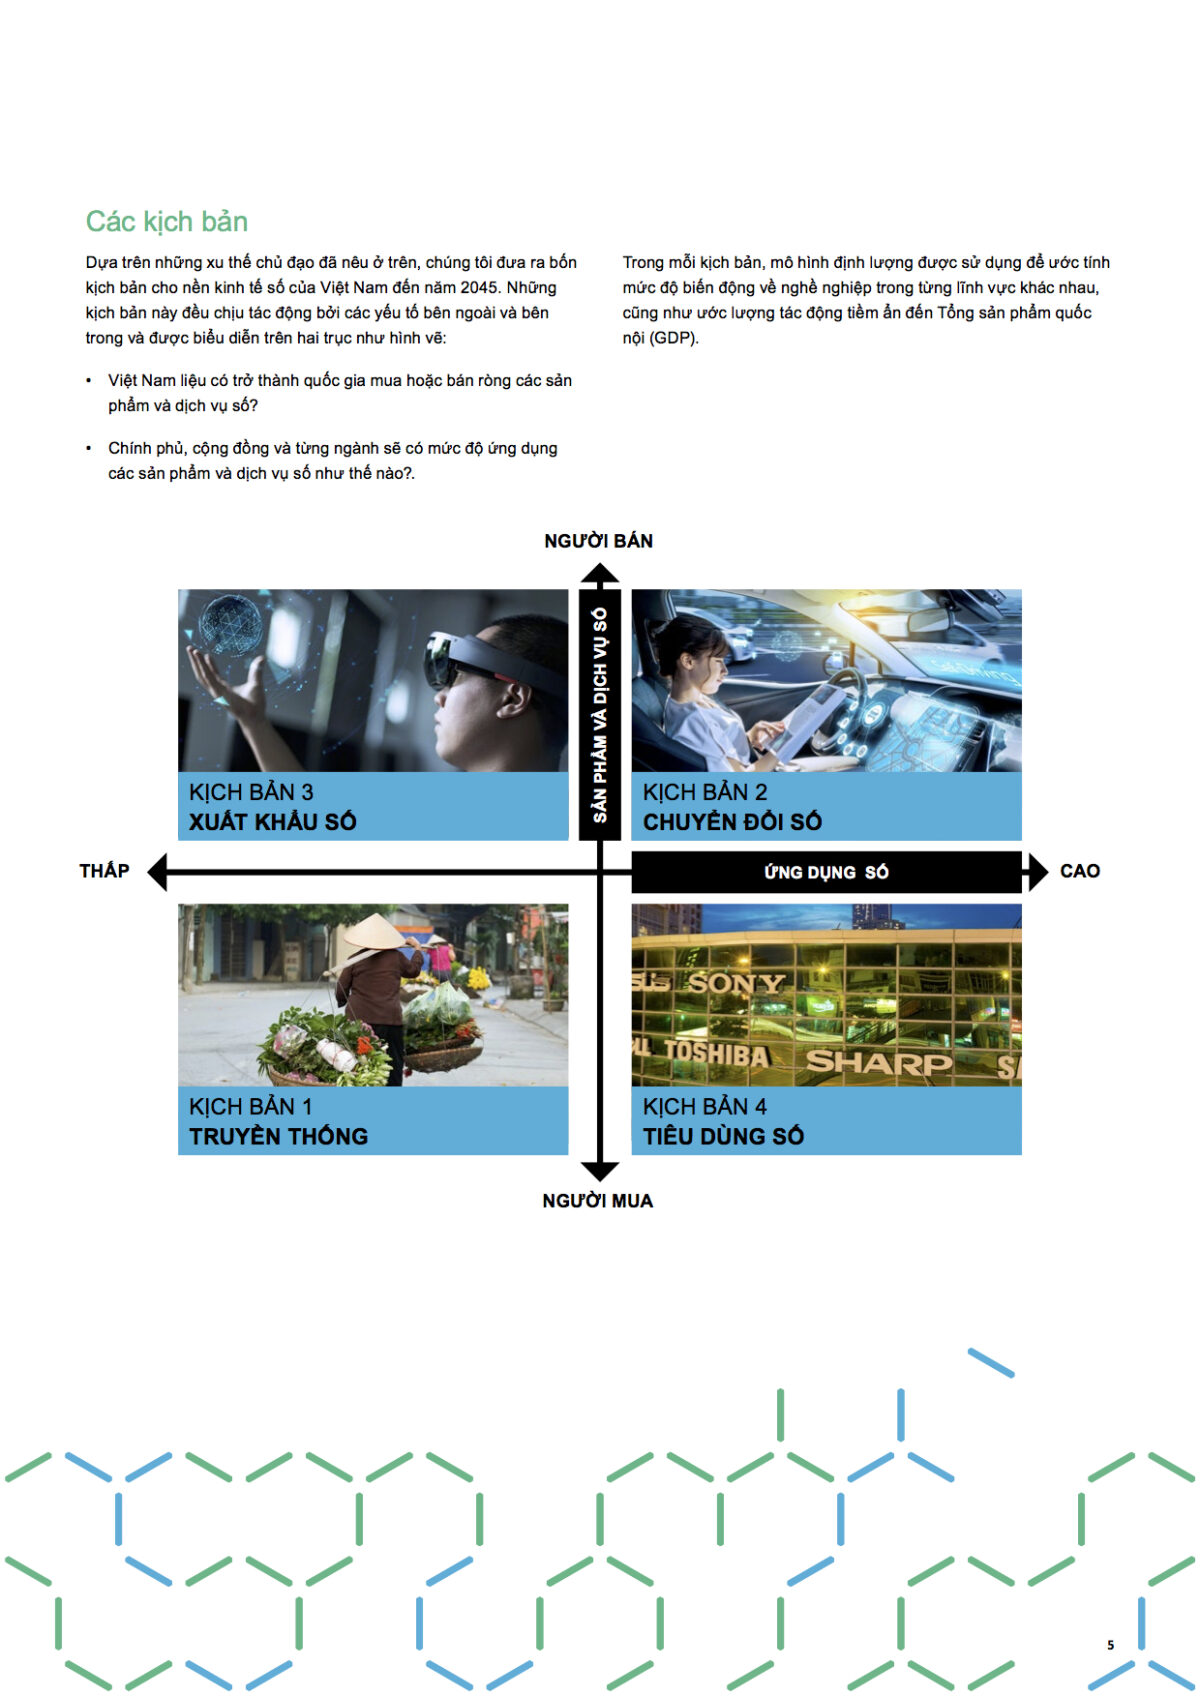 Các kịch bản
Dựa trên những xu thế chủ đạo đã nêu ở trên, chúng tôi đưa ra bốn
kịch bản cho nền kinh tế số của Việt Nam đến năm 2045. Những
kịch bản này đều chịu tác động bởi các yếu tố bên ngoài và bên
trong và được biểu diễn trên hai trục như hình vẽ:
• Việt Nam liệu có trở thành quốc gia mua hoặc bán ròng các sản
phẩm và dịch vụ số?
• Chính phủ, cộng đồng và từng ngành sẽ có mức độ ứng dụng
các sản phẩm và dịch vụ số như thế nào?.
Trong mỗi kịch bản, mô hình định lượng được sử dụng để ước tính
mức độ biến động về nghề nghiệp trong từng lĩnh vực khác nhau,
cũng như ước lượng tác động tiềm ẩn đến Tổng sản phẩm quốc
nội (GDP).
NGƯỜI BÁN
SẢN PHẨM VÀ DỊCH VỤ SỐ
Self Driving
KỊCH BẢN 3
XUẤT KHẨU SỐ
KỊCH BẢN 2
CHUYỂN ĐỔI SỐ
THẤP
ỨNG DỤNG SỐ
CAO
SONY
TOSHIBA
SHARP
KỊCH BẢN 1
TRUYỀN THỐNG
KỊCH BẢN 4
TIÊU DÙNG SỐ
NGƯỜI MUA
5